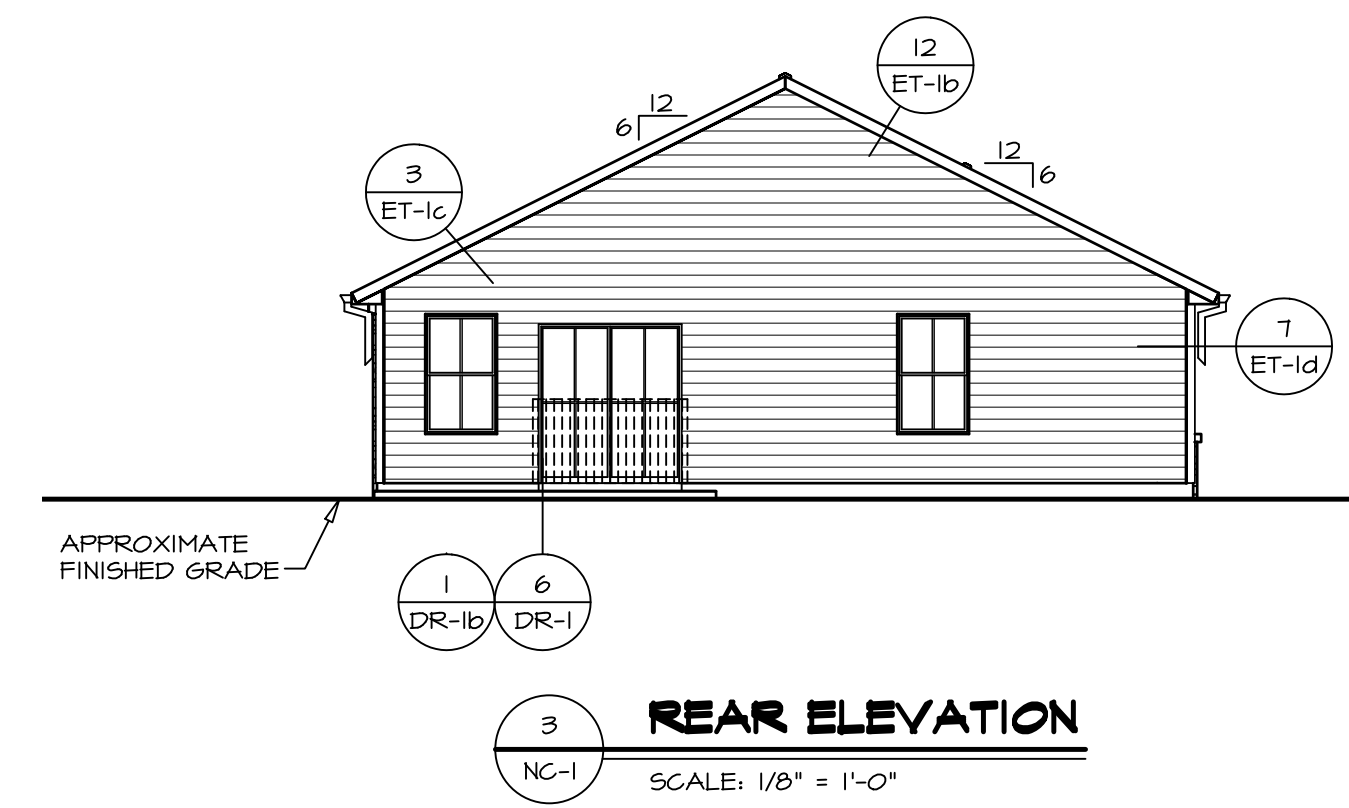 12
ET-1b
12
6
12
6
3
ET-1c
7
ET-1d
APPROXIMATE
FINISHED GRADE
1
DR-1b
6
DR-1
3
NC-1
REAR ELEVATION
SCALE: 1/8" = 1'-0"